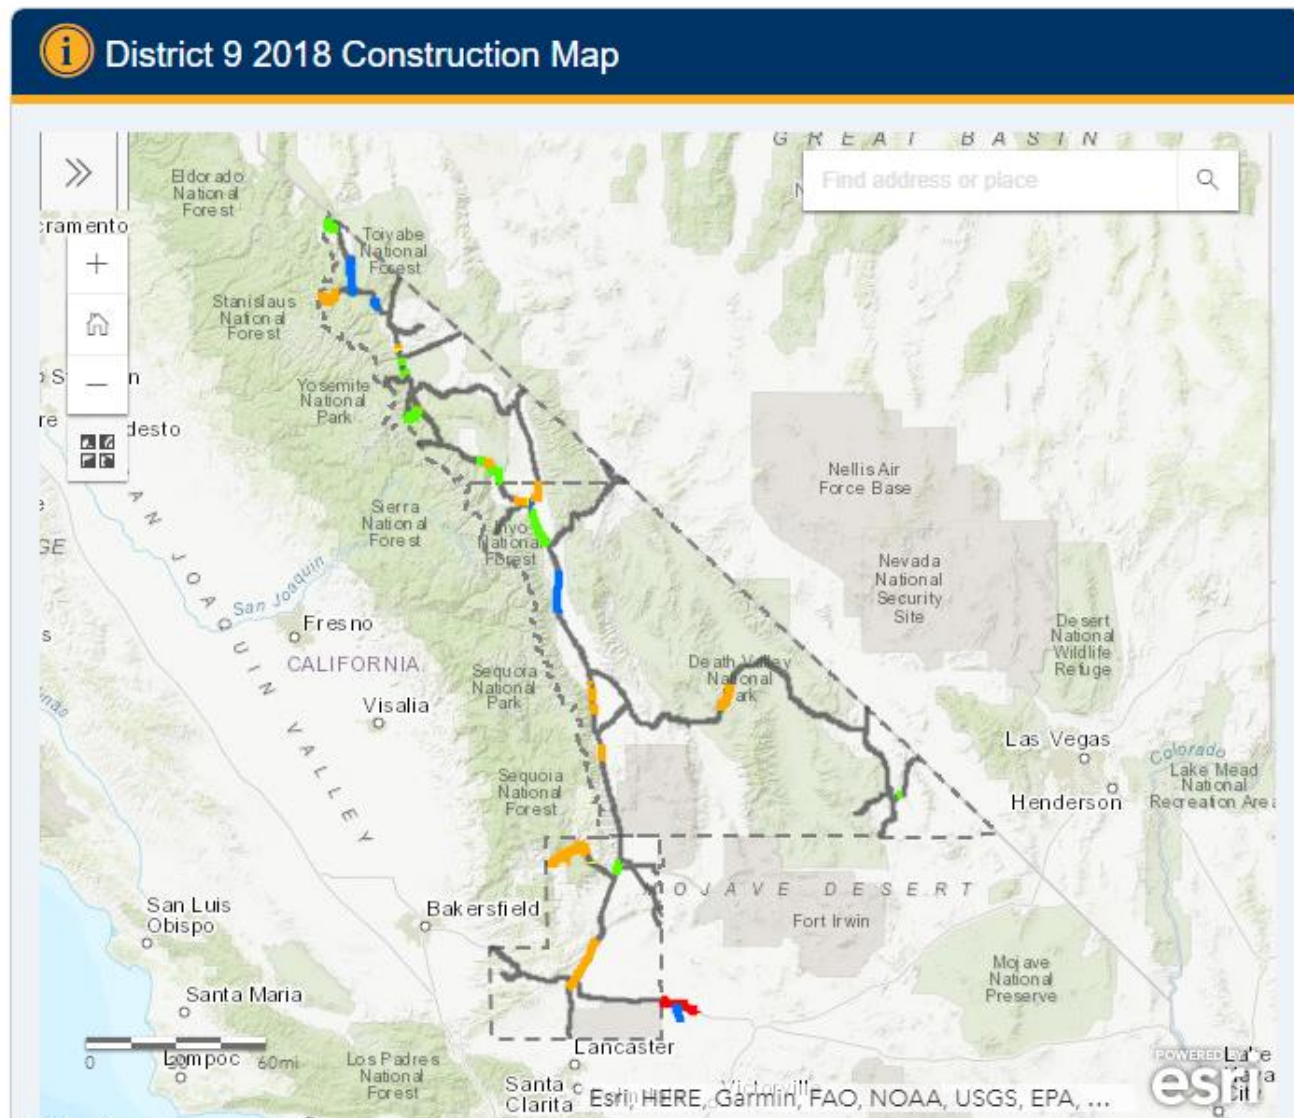 District 9 2018 Construction Map
GREAT BASIN
Find address or place
Eldorado
National
Forest
cramento
Toiyabe
National
Forest
Stanislaus
National
Forest
Yosemite
National
Park
desto
Nellis Air
Force Base
Sierra
National
Forest
Inyo
National
Forest
Nevada
National
Security
Site
San Joaquin
SAN JOAQUIN VALLEY
Desert
National
Wildlife
Refuge
Fresno
CALIFORNIA
Sequoia
National
Park
Death Valley
National
Park
Visalia
Las Vegas
Colorado
Lake Mead
National
Recreation Area
Henderson
Sequoia
National
Forest
MOJAVE DESERT
San Luis
Obispo
Bakersfield
Fort Irwin
Mojave
National
Preserve
Santa Maria
0 60mi
Lompoc
Los Padres
National
Forest
Lancaster
Santa
Clarita
Victorville
Esri, HERE, Garmin, FAO, NOAA, USGS, EPA, ...
POWERED BY
esri